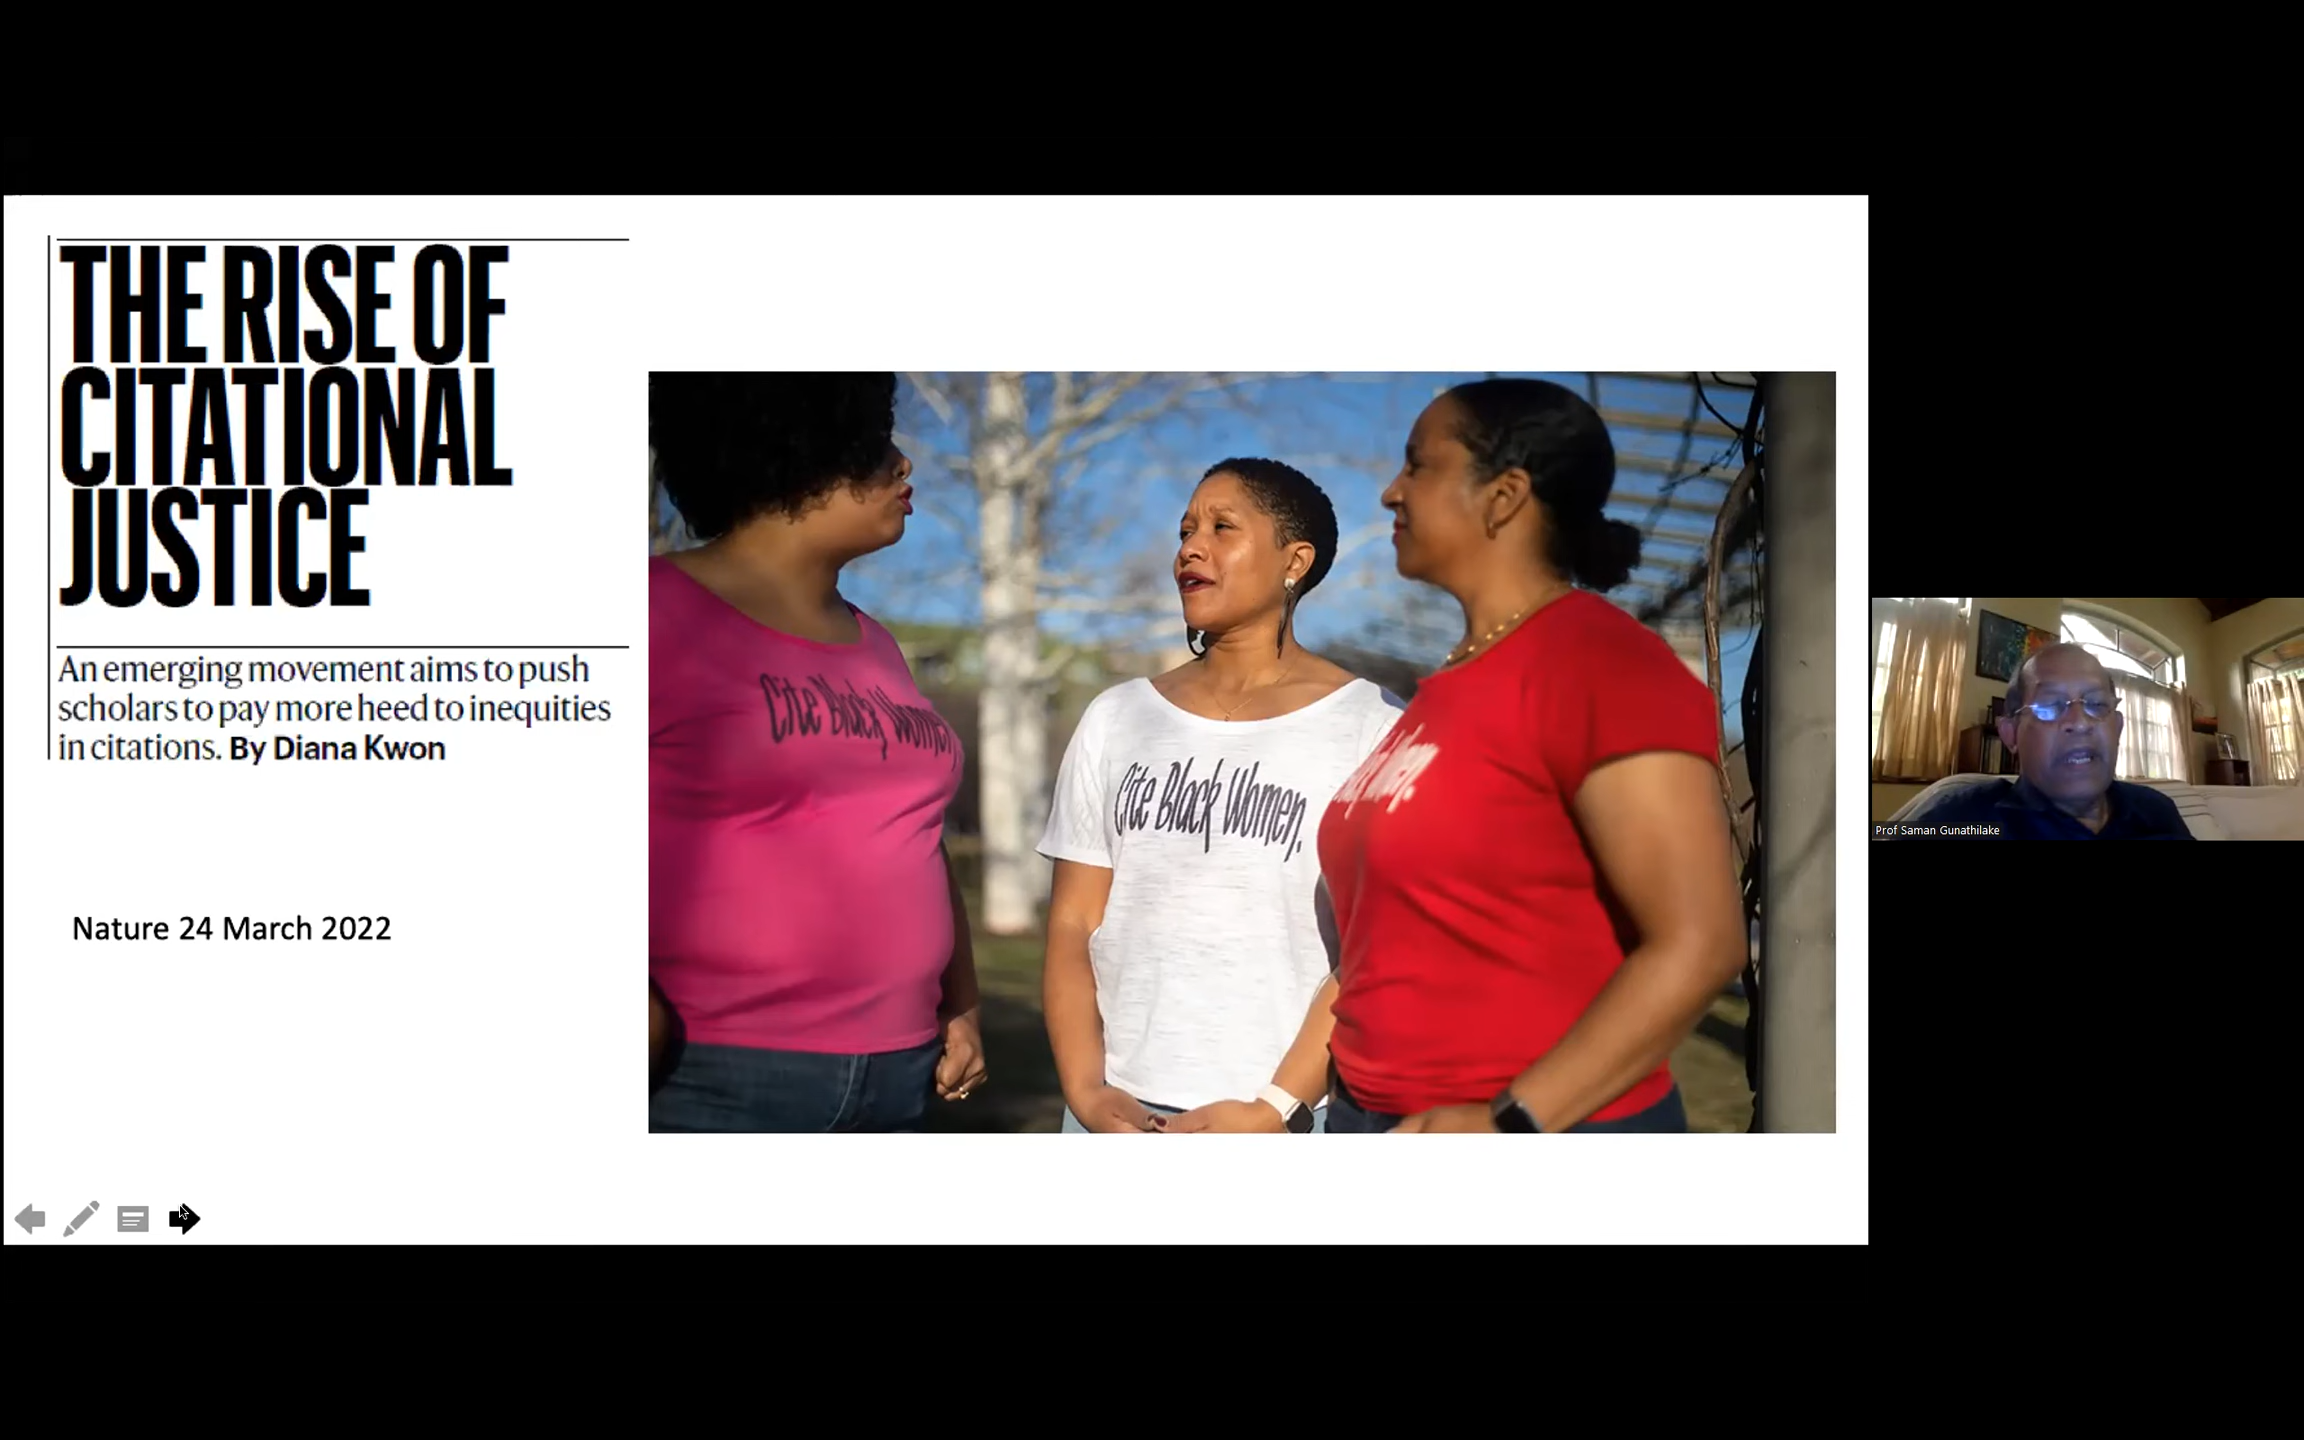 THE RISE OF
CITATIONAL
JUSTICE
An emerging movement aims to push
scholars to pay more heed to inequities
in citations. By Diana Kwon
Nature 24 March 2022
Cite Black Women
Cite Black Women.
Prof Saman Gunathilake